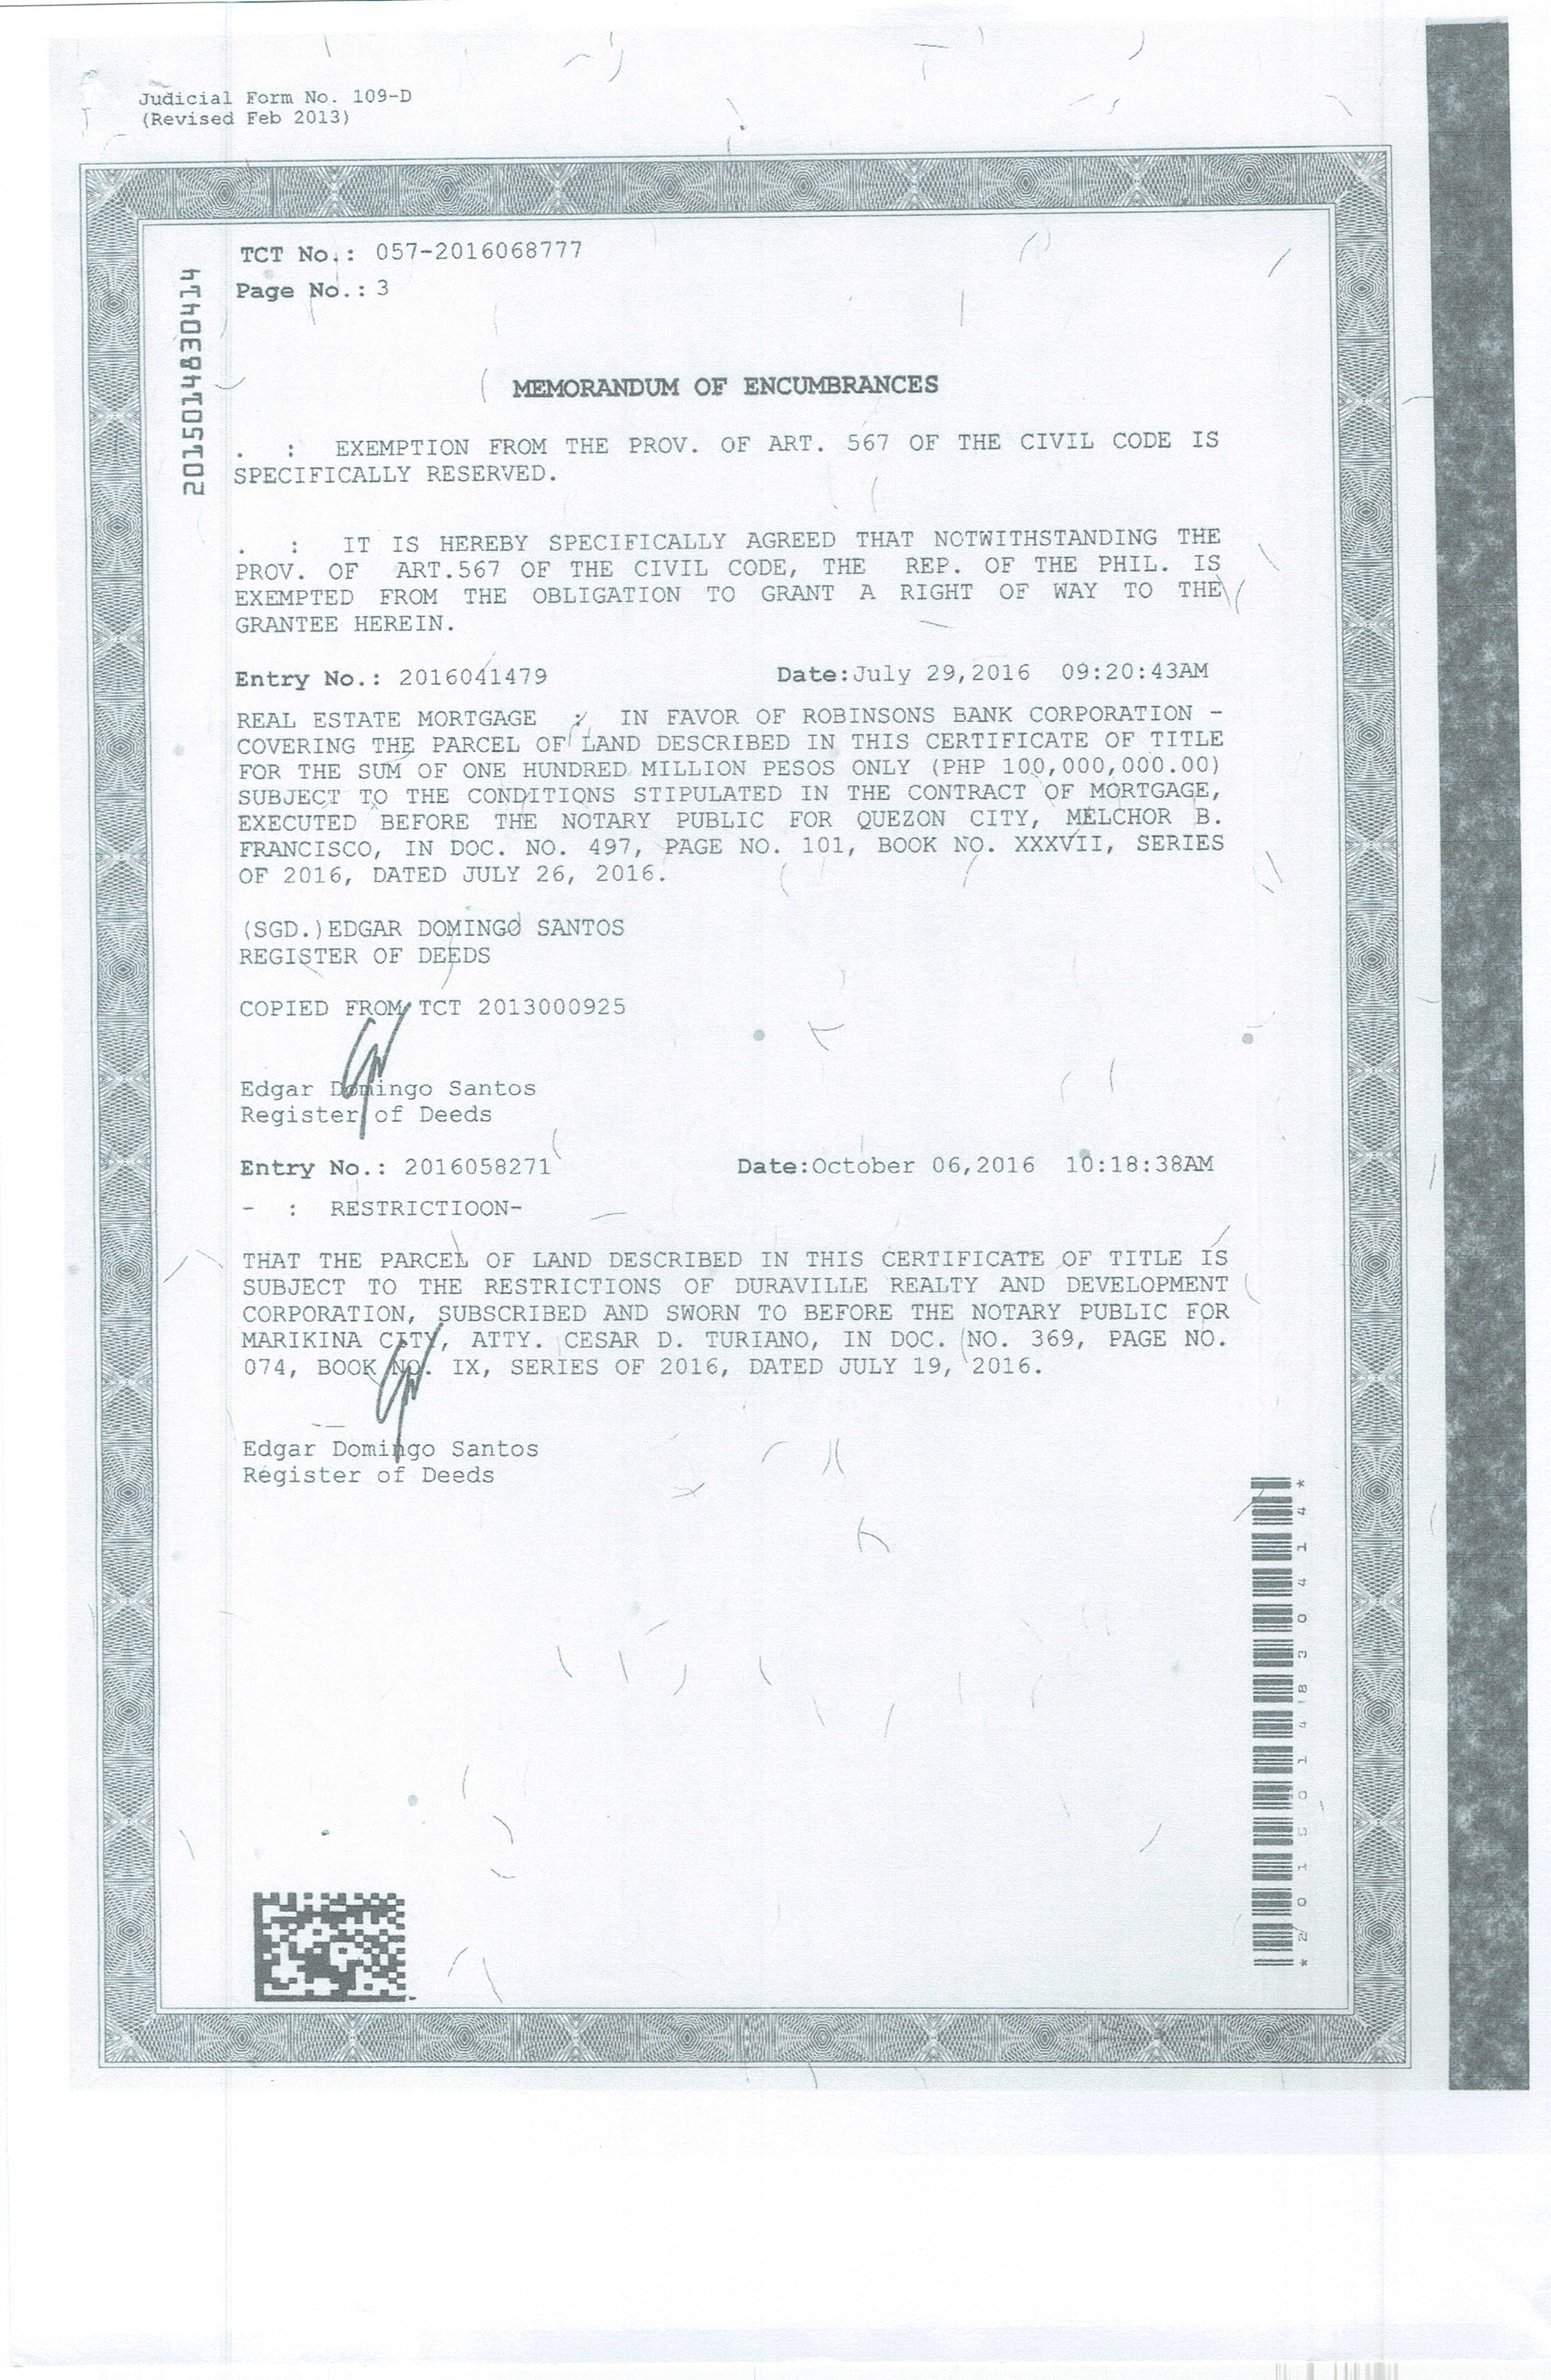 Judicial Form No. 109-D
(Revised Feb 2013)
2015014830414
TCT No.: 057-2016068777
Page No.: 3
MEMORANDUM OF ENCUMBRANCES
. : EXEMPTION FROM THE PROV. OF ART. 567 OF THE CIVIL CODE IS
SPECIFICALLY RESERVED.
. : IT IS HEREBY SPECIFICALLY AGREED THAT NOTWITHSTANDING THE
PROV. OF ART.567 OF THE CIVIL CODE, THE REP. OF THE PHIL. IS
EXEMPTED FROM THE OBLIGATION TO GRANT A RIGHT OF WAY TO THE
GRANTEE HEREIN.
Entry No.: 2016041479 Date:July 29,2016 09:20:43AM
REAL ESTATE MORTGAGE : IN FAVOR OF ROBINSONS BANK CORPORATION -
COVERING THE PARCEL OF LAND DESCRIBED IN THIS CERTIFICATE OF TITLE
FOR THE SUM OF ONE HUNDRED MILLION PESOS ONLY (PHP 100,000,000.00)
SUBJECT TO THE CONDITIONS STIPULATED IN THE CONTRACT OF MORTGAGE,
EXECUTED BEFORE THE NOTARY PUBLIC FOR QUEZON CITY, MELCHOR B.
FRANCISCO, IN DOC. NO. 497, PAGE NO. 101, BOOK NO. XXXVII, SERIES
OF 2016, DATED JULY 26, 2016.
(SGD.)EDGAR DOMINGO SANTOS
REGISTER OF DEEDS
COPIED FROM TCT 2013000925
Edgar Domingo Santos
Register of Deeds
Entry No.: 2016058271 Date:October 06,2016 10:18:38AM
- : RESTRICTIOON-
THAT THE PARCEL OF LAND DESCRIBED IN THIS CERTIFICATE OF TITLE IS
SUBJECT TO THE RESTRICTIONS OF DURAVILLE REALTY AND DEVELOPMENT
CORPORATION, SUBSCRIBED AND SWORN TO BEFORE THE NOTARY PUBLIC FOR
MARIKINA CITY, ATTY. CESAR D. TURIANO, IN DOC. NO. 369, PAGE NO.
074, BOOK NO. IX, SERIES OF 2016, DATED JULY 19, 2016.
Edgar Domingo Santos
Register of Deeds
*2015014830414*